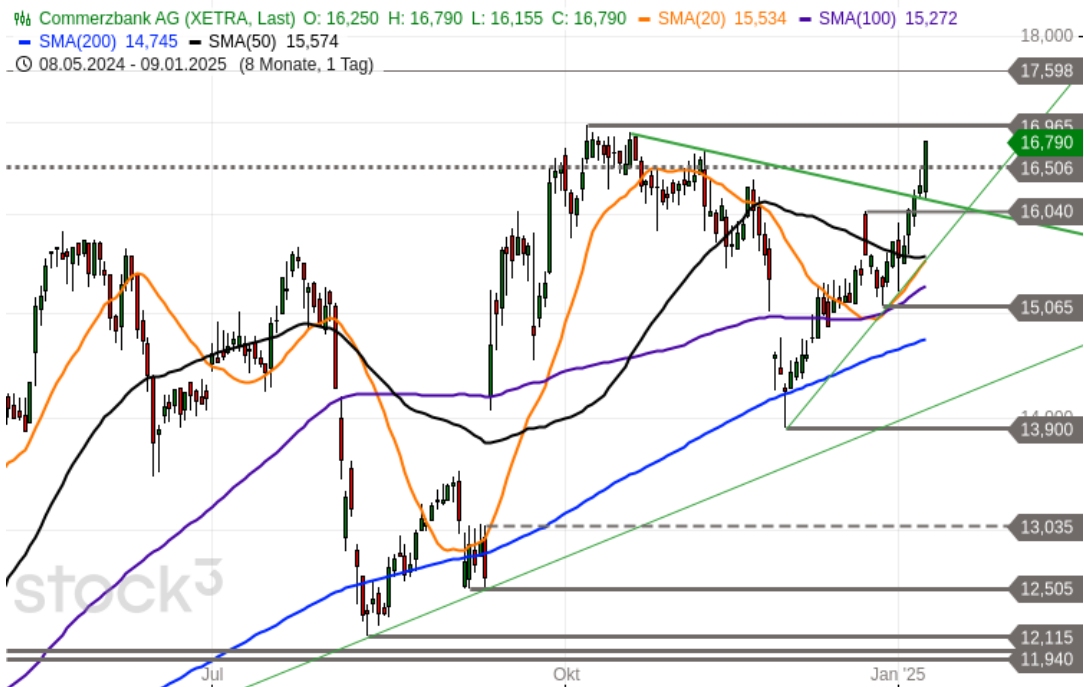 Commerzbank AG (XETRA, Last) O: 16,250 H: 16,790 L: 16,155 C: 16,790 SMA(20) 15,534 SMA(100) 15,272
SMA(200) 14,745 SMA(50) 15,574
08.05.2024 - 09.01.2025 (8 Monate, 1 Tag)
18,000
17,598
16,965
16,790
16,506
16,040
15,065
14,000
13,900
13,035
12,505
12,115
11,940
stock3
Jul Okt Jan '25